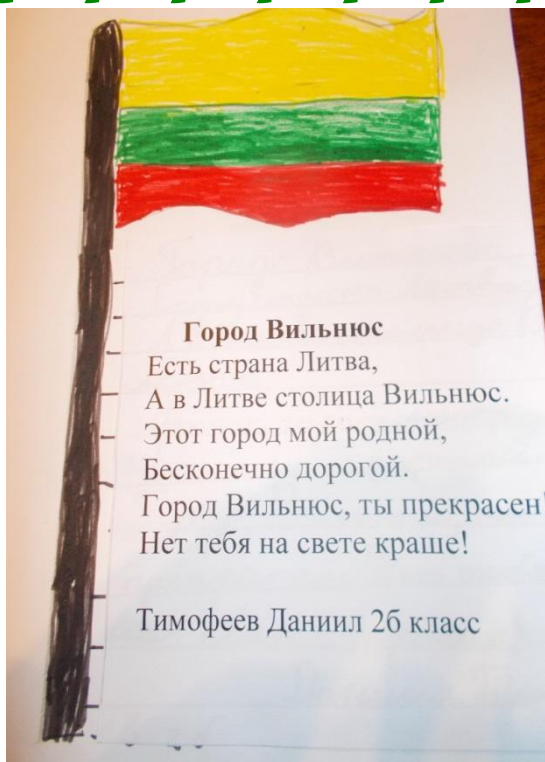 Город Вильнюс
Есть страна Литва,
А в Литве столица Вильнюс.
Этот город мой родной,
Бесконечно дорогой.
Город Вильнюс, ты прекрасен!
Нет тебя на свете краше!
Тимофеев Даниил 2б класс